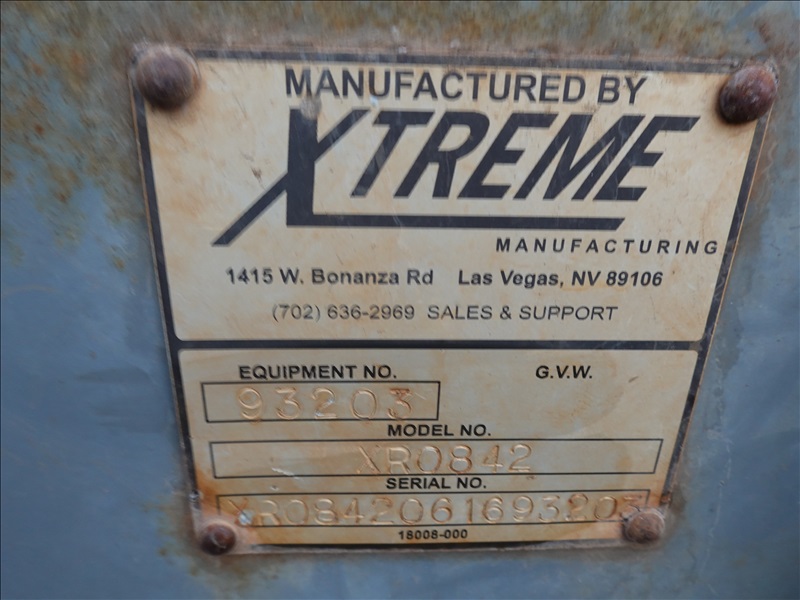 MANUFACTURED BY
XTREME
MANUFACTURING
1415 W. Bonanza Rd Las Vegas, NV 89106
(702) 636-2969 SALES & SUPPORT
EQUIPMENT NO. G.V.W.
93203
MODEL NO.
XR0842
SERIAL NO.
XR0842061693203
18008-000